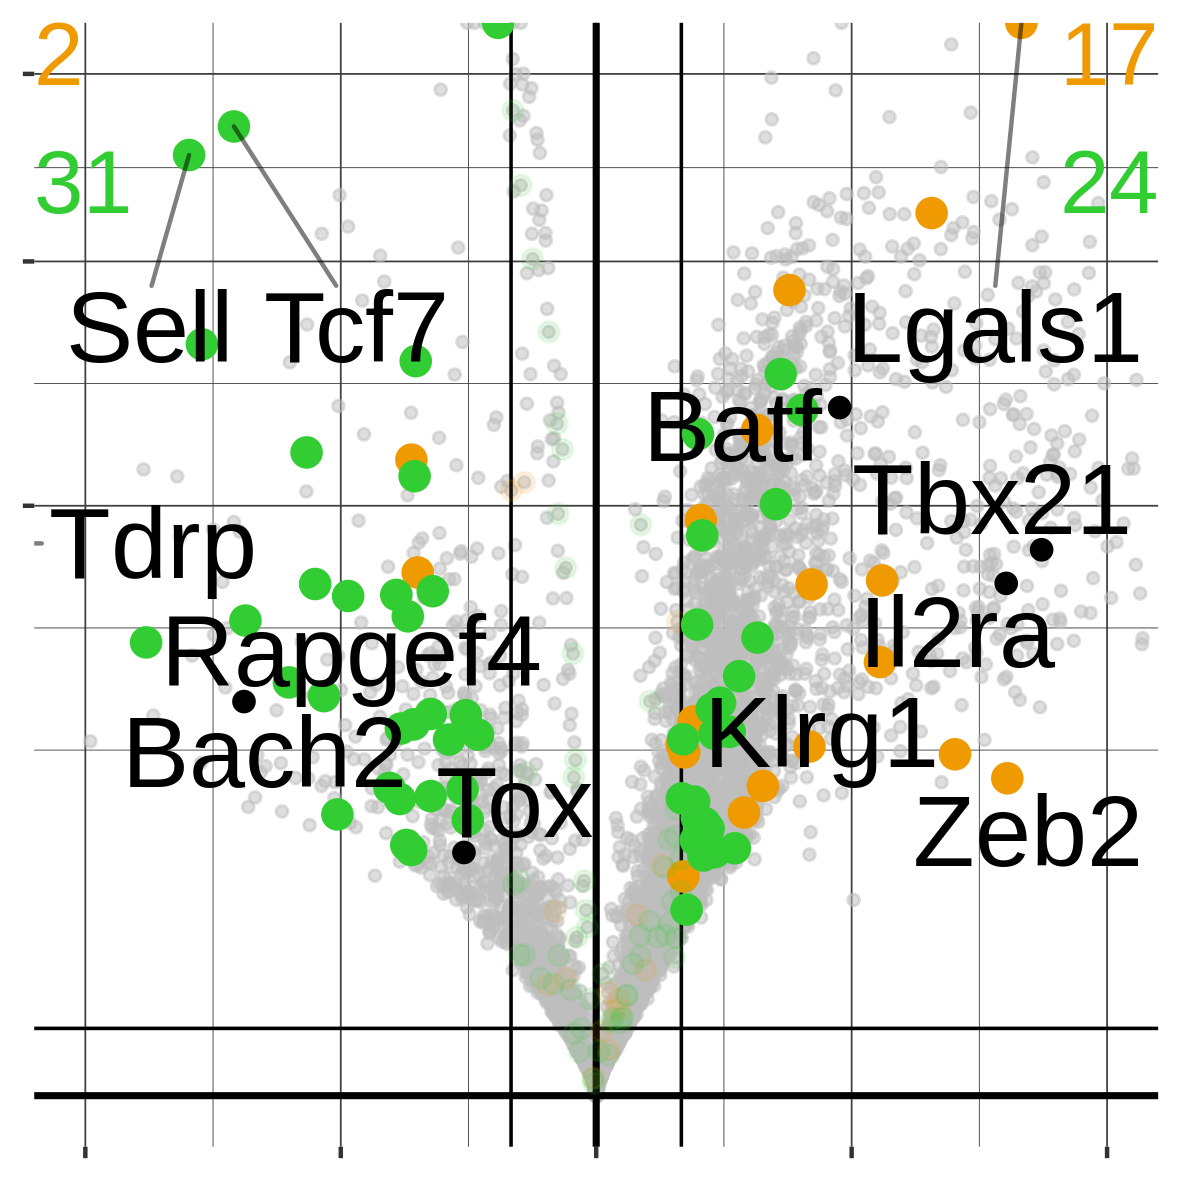 2 17
31 24
Sell Tcf7 Lgals1
Batf
Tbx21
Tdrp
Il2ra
Rapgef4
Klrg1
Bach2
Tox
Zeb2